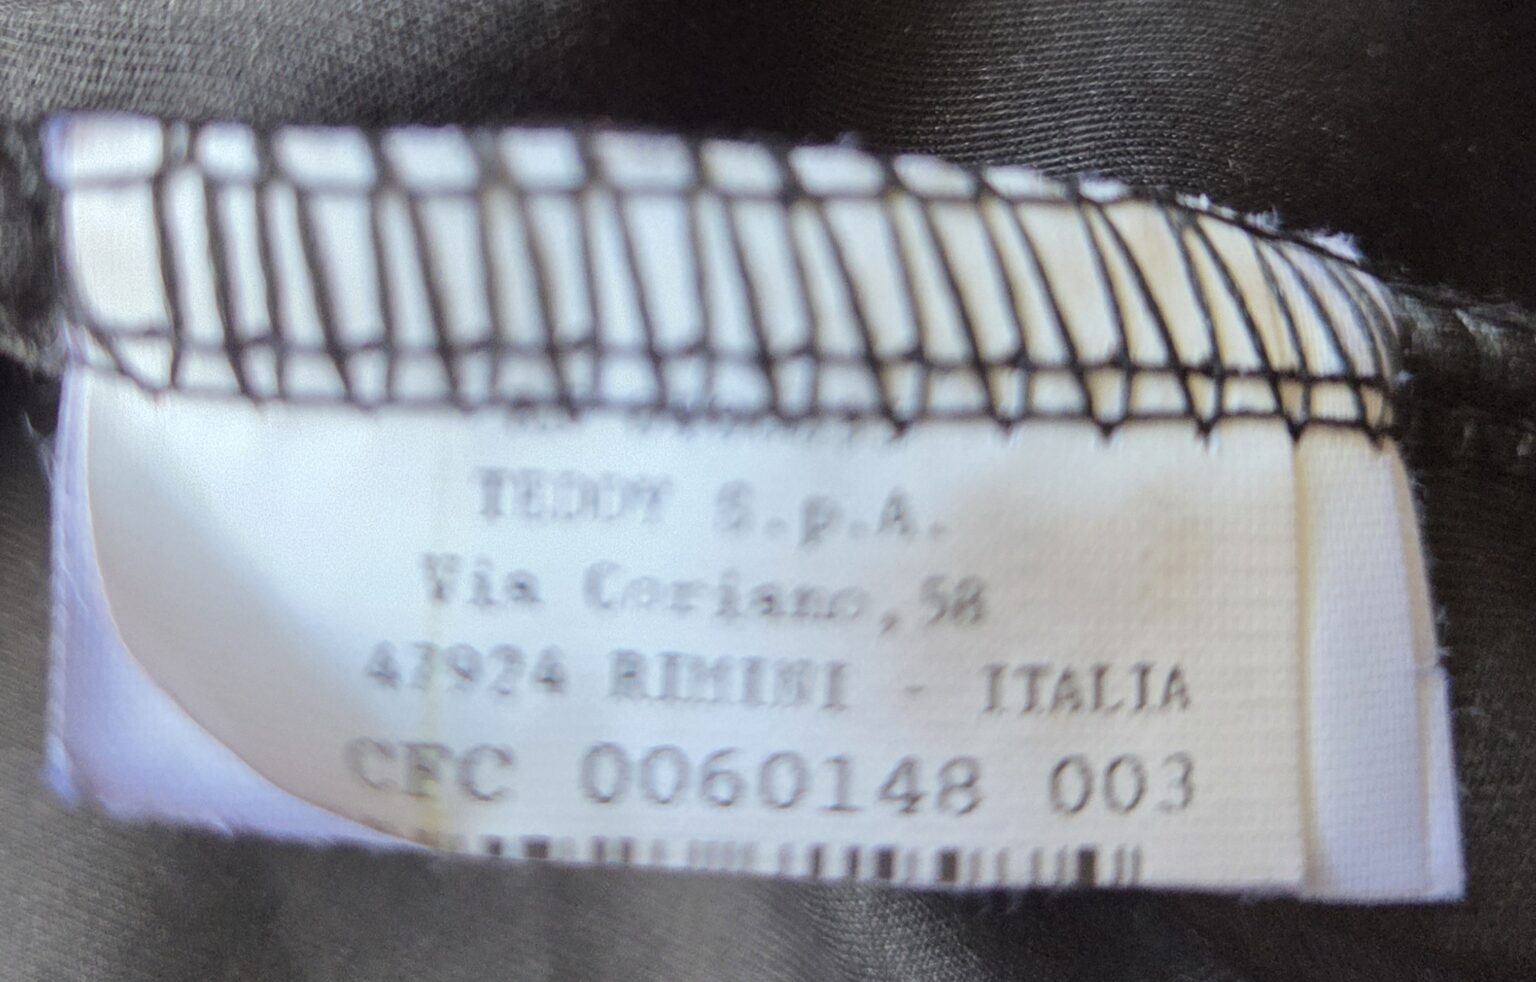 TEDDY S.p.A.
Via Coriano,58
47924 RIMINI - ITALIA
CFC 0060148 003